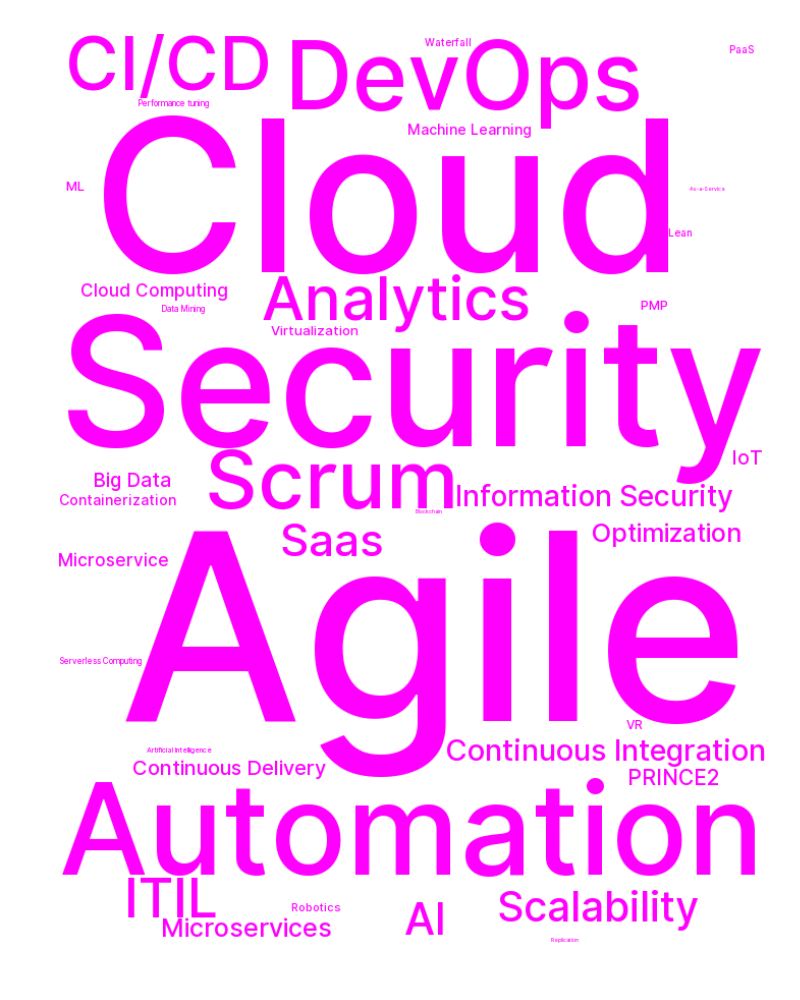 CI/CD
DevOps
Waterfall
PaaS
Performance tuning
Machine Learning
Cloud
ML
As-a-Service
Lean
Cloud Computing
Analytics
Data Mining
PMP
Virtualization
Security
IoT
Scrum
Big Data
Information Security
Containerization
Blockchain
Saas
Optimization
Microservice
Agile
Serverless Computing
VR
Artificial Intelligence
Continuous Integration
Continuous Delivery
PRINCE2
Automation
ITIL
Robotics
AI
Scalability
Microservices
Replication